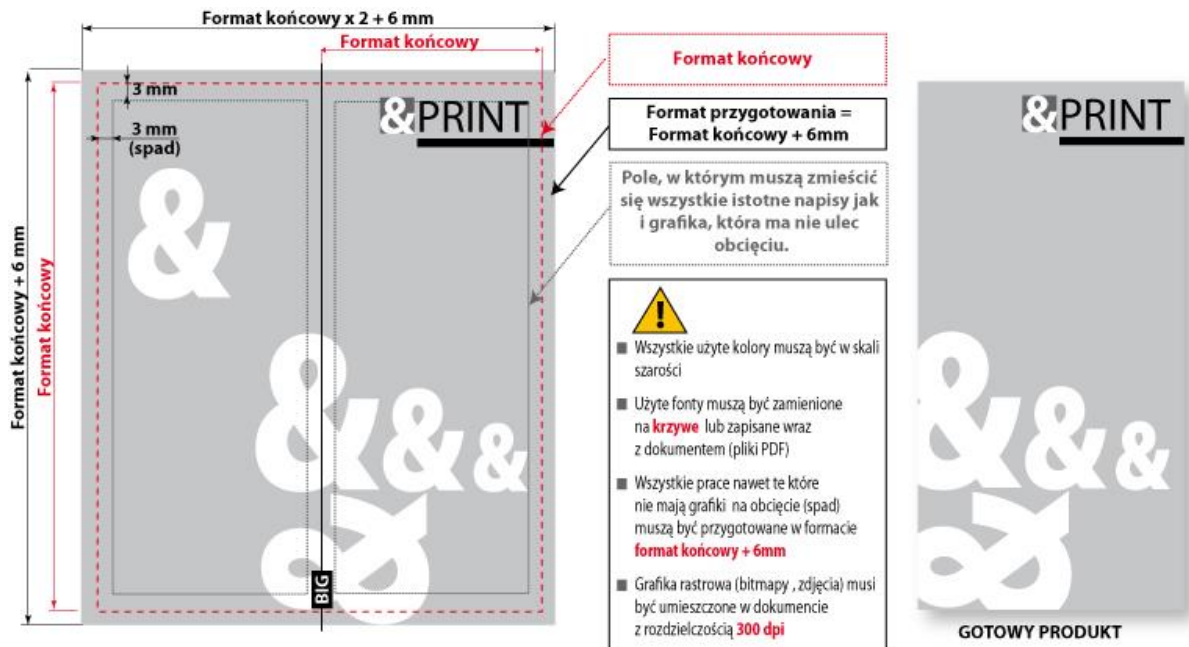 Format końcowy x 2 + 6 mm
Format końcowy
Format końcowy + 6 mm
Format końcowy
3 mm
3 mm
(spad)
&PRINT
&
&&&
&
BIG
Format końcowy
Format przygotowania =
Format końcowy + 6mm
Pole, w którym muszą zmieścić
się wszystkie istotne napisy jak
i grafika, która ma nie ulec
obcięciu.
!
■ Wszystkie użyte kolory muszą być w skali
szarości
■ Użyte fonty muszą być zamienione
na krzywe lub zapisane wraz
z dokumentem (pliki PDF)
■ Wszystkie prace nawet te które
nie mają grafiki na obcięcie (spad)
muszą być przygotowane w formacie
format końcowy + 6mm
■ Grafika rastrowa (bitmapy , zdjęcia) musi
być umieszczone w dokumencie
z rozdzielczością 300 dpi
&PRINT
&&&
&
GOTOWY PRODUKT